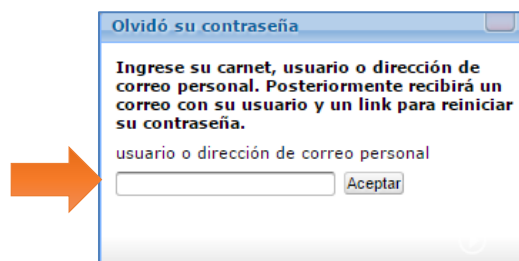 Olvidó su contraseña
Ingrese su carnet, usuario o dirección de
correo personal. Posteriormente recibirá un
correo con su usuario y un link para reiniciar
su contraseña.
usuario o dirección de correo personal
Aceptar